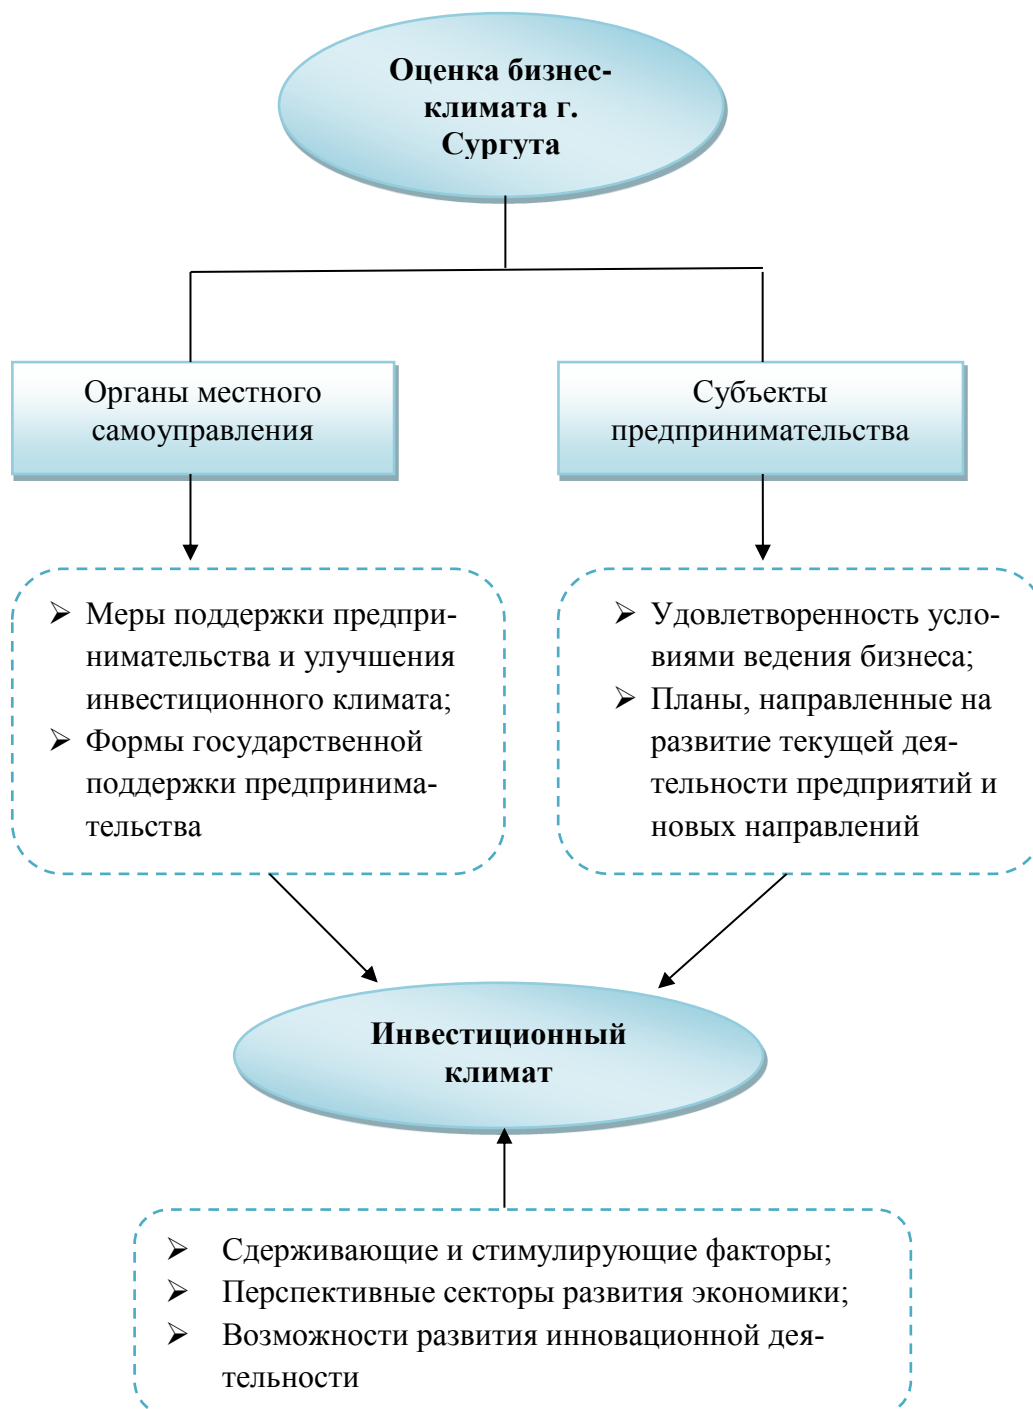 Оценка бизнес-
климата г.
Сургута
Органы местного
самоуправления
Субъекты
предпринимательства
➢ Меры поддержки предпри-
нимательства и улучшения
инвестиционного климата;
➢ Формы государственной
поддержки предпринима-
тельства
➢ Удовлетворенность усло-
виями ведения бизнеса;
➢ Планы, направленные на
развитие текущей дея-
тельности предприятий и
новых направлений
Инвестиционный
климат
➢ Сдерживающие и стимулирующие факторы;
➢ Перспективные секторы развития экономики;
➢ Возможности развития инновационной дея-
тельности